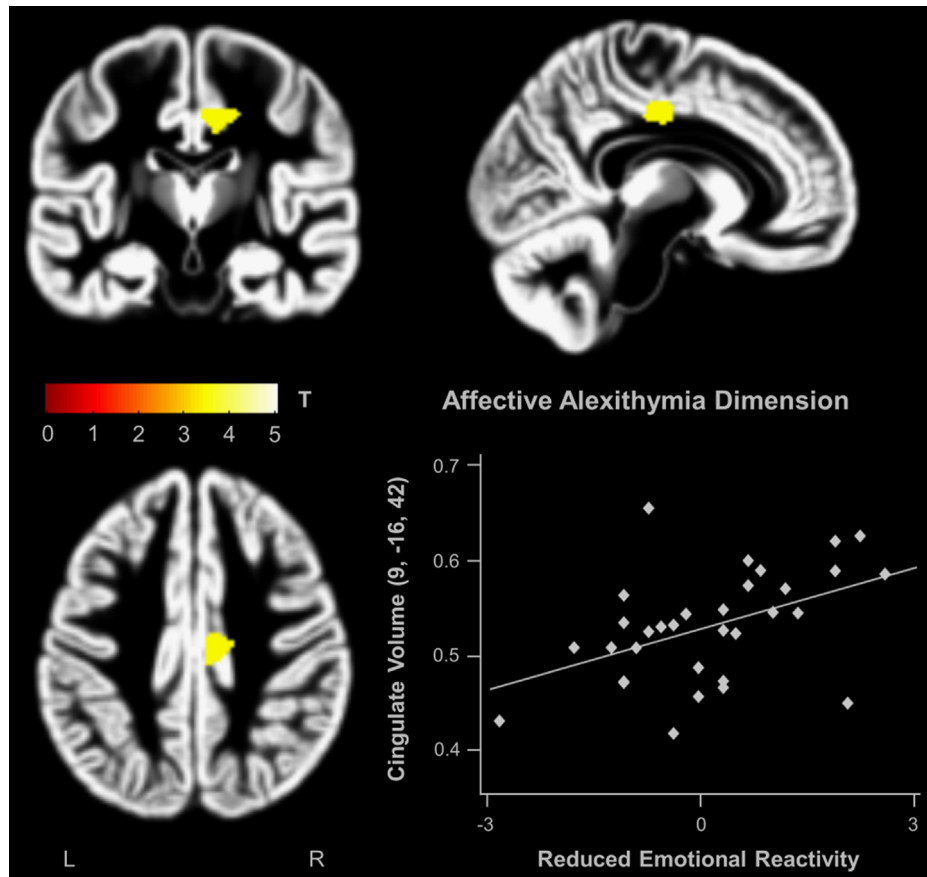 T
0 1 2 3 4 5
Affective Alexithymia Dimension
Cingulate Volume (9, -16, 42)
0.7
0.6
0.5
0.4
-3 0 3
Reduced Emotional Reactivity
L R